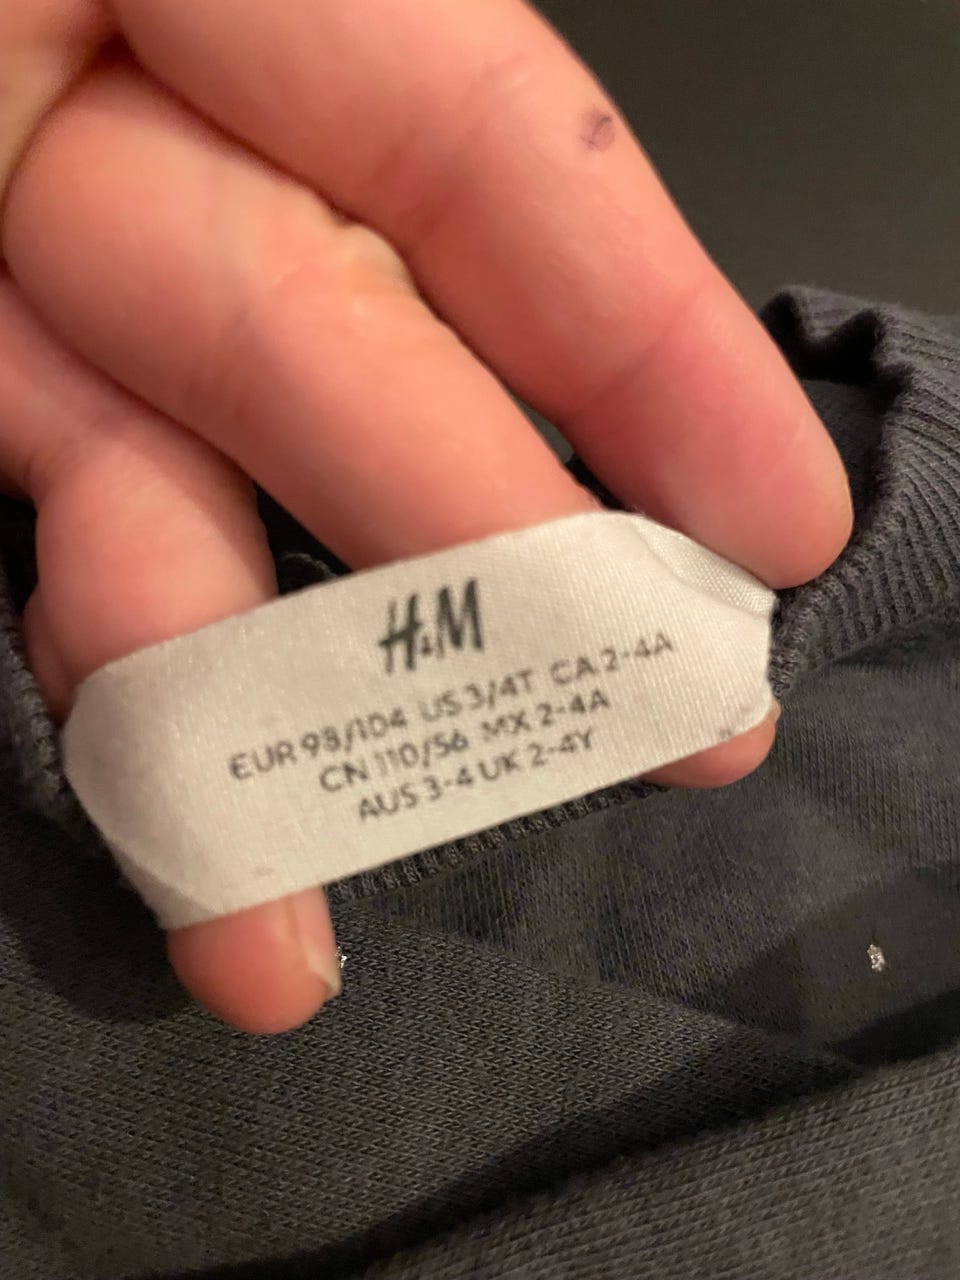 H&M
EUR 98/104 US 3/4T CA 2-4A
CN 110/56 MX 2-4A
AUS 3-4 UK 2-4Y